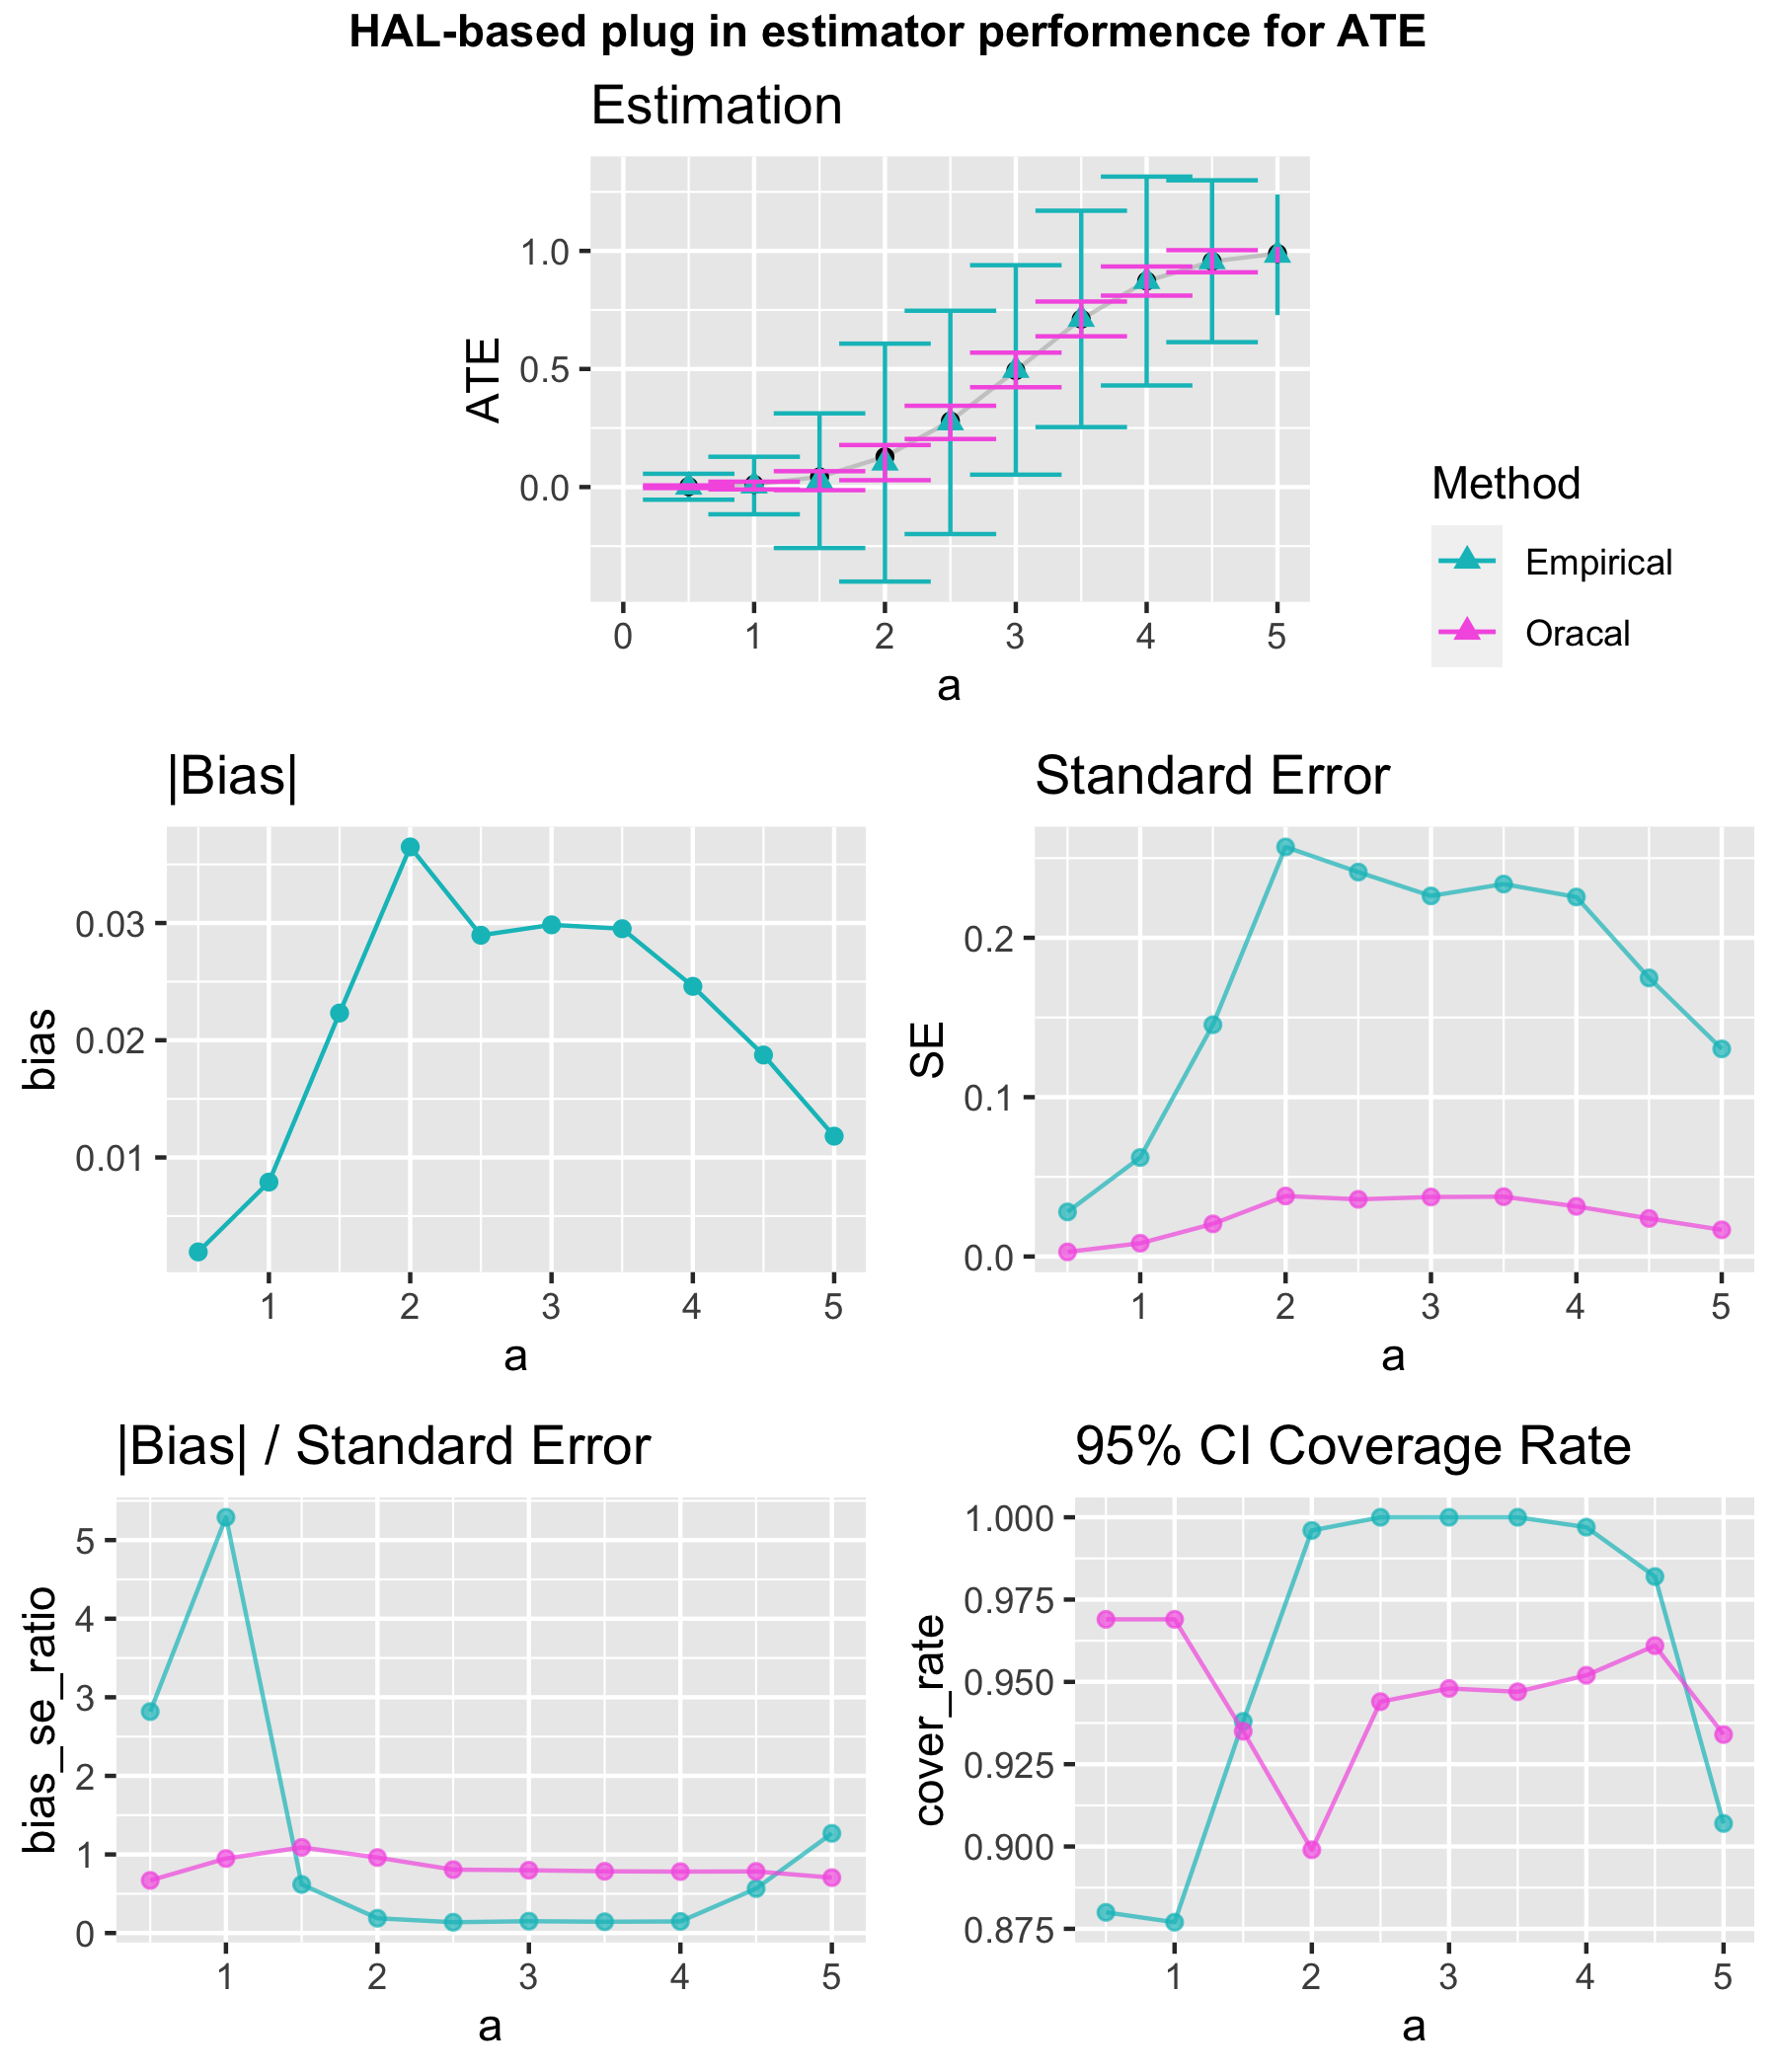 HAL-based plug in estimator performence for ATE
Estimation
ATE
1.0
0.5
0.0
0 1 2 3 4 5
a
Method
Empirical
Oracal
|Bias|
bias
0.03
0.02
0.01
1 2 3 4 5
a
Standard Error
SE
0.2
0.1
0.0
1 2 3 4 5
a
|Bias| / Standard Error
bias_se_ratio
5
4
3
2
1
0
1 2 3 4 5
a
95% CI Coverage Rate
cover_rate
1.000
0.975
0.950
0.925
0.900
0.875
1 2 3 4 5
a